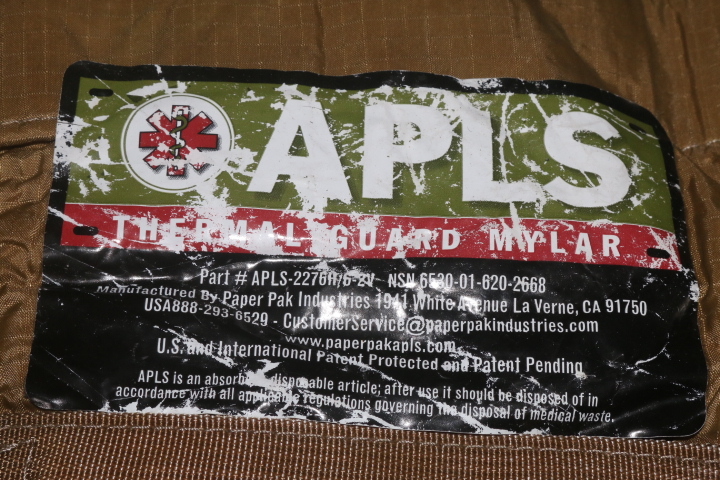 APLS
THERMAL GUARD MYLAR
Part # APLS-2276H/6-2V NSN 6530-01-620-2668
Manufactured By Paper Pak Industries 1941 White Avenue La Verne, CA 91750
USA888-293-6529 - CustomerService@paperpakindustries.com
www.paperpakapls.com
U.S. and International Patent Protected and Patent Pending
APLS is an disposable article; after use it should be disposed of in
accordance with all applicable regulations governing the disposal of medical waste.